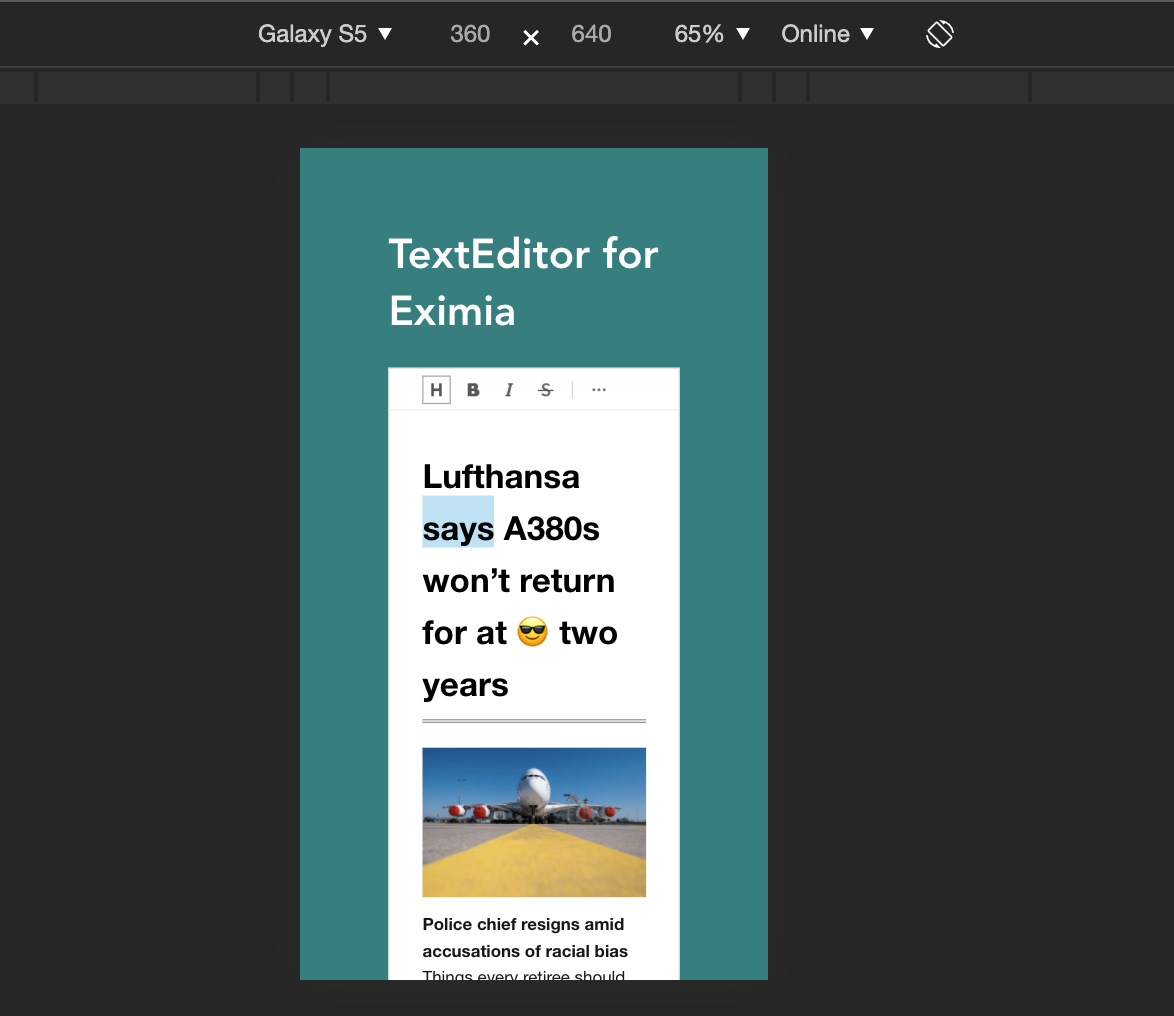 Galaxy S5 ▼ 360 × 640 65% ▼ Online ▼
TextEditor for
Eximia
H B I S ···
Lufthansa
says A380s
won’t return
for at 😎 two
years
Police chief resigns amid
accusations of racial bias
Things every retiree should